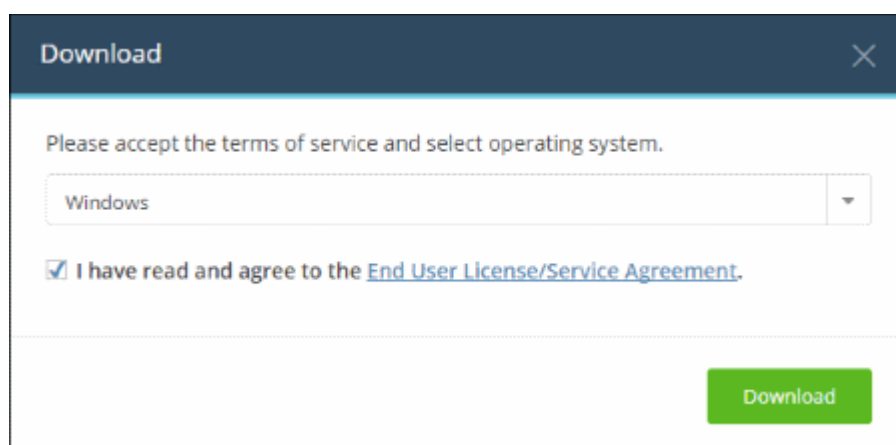 Download
Please accept the terms of service and select operating system.
Windows
I have read and agree to the End User License/Service Agreement.
Download